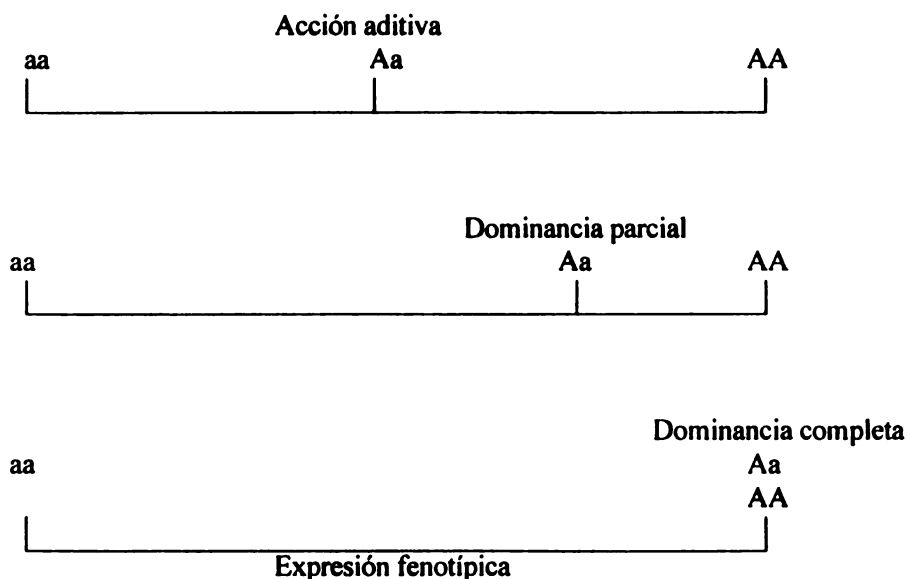 Acción aditiva
aa Aa AA
Dominancia parcial
aa Aa AA
Dominancia completa
aa Aa
AA
Expresión fenotípica